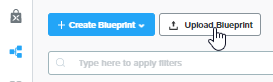 + Create Blueprint
Upload Blueprint
Type here to apply filters